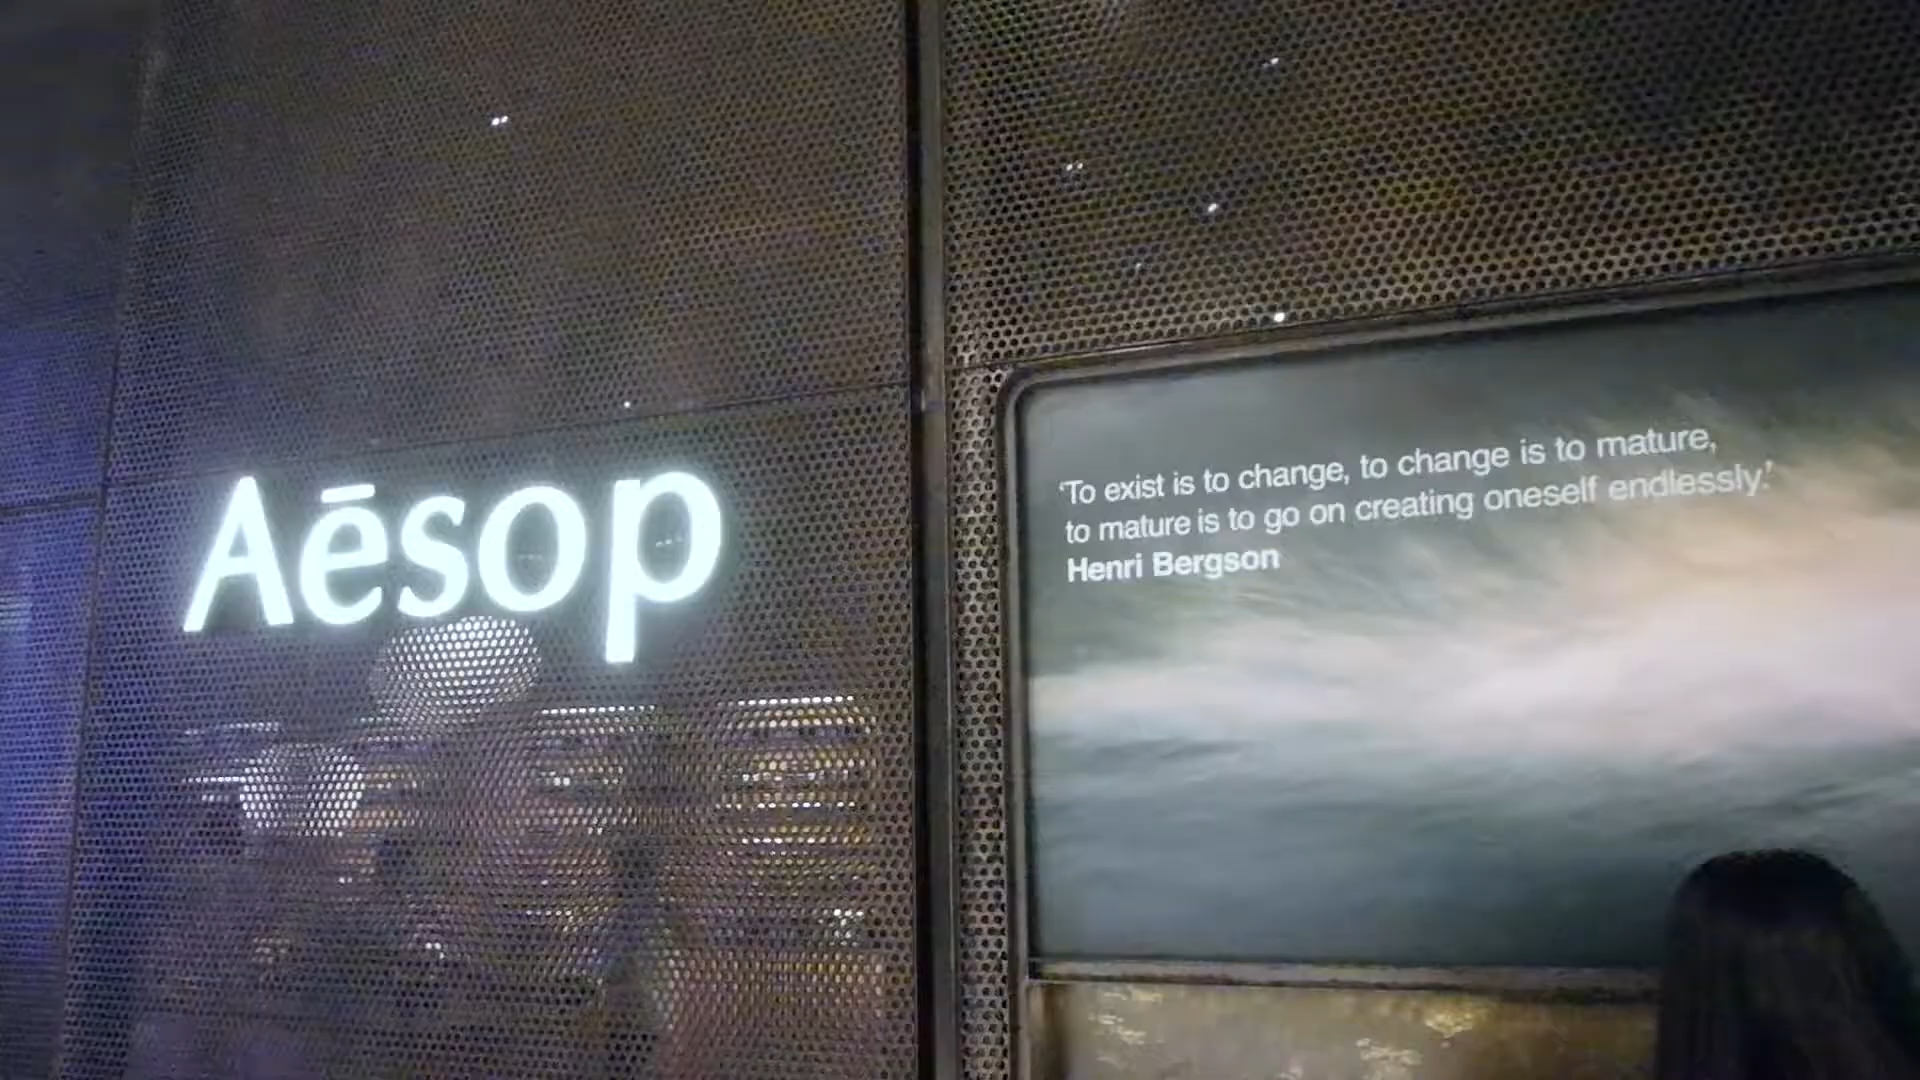 Aēsop
‘To exist is to change, to change is to mature,
to mature is to go on creating oneself endlessly.’
Henri Bergson